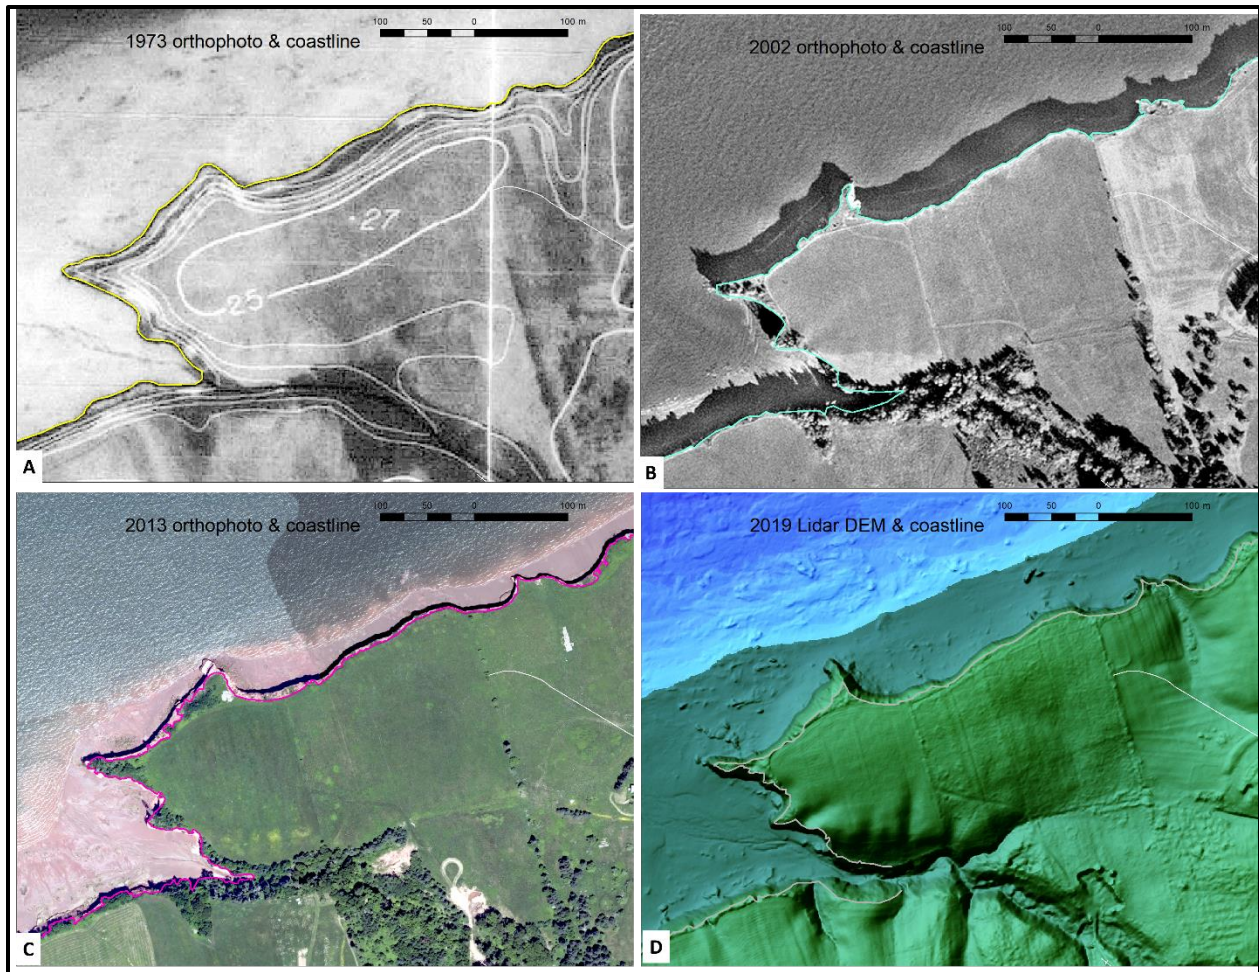 1973 orthophoto & coastline
100 50 0 100 m
27
25
A
2002 orthophoto & coastline
100 50 0 100 m
B
2013 orthophoto & coastline
100 50 0 100 m
C
2019 Lidar DEM & coastline
100 50 0 100 m
D